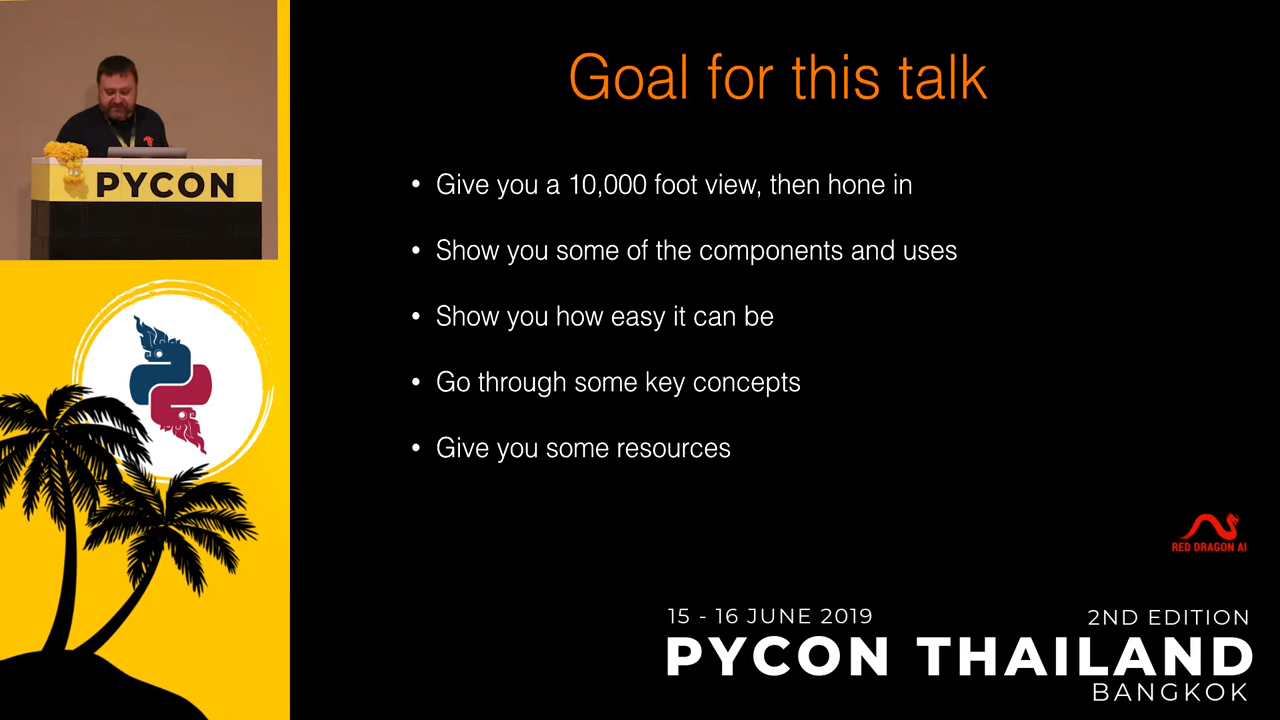 PYCON
Goal for this talk
• Give you a 10,000 foot view, then hone in
• Show you some of the components and uses
• Show you how easy it can be
• Go through some key concepts
• Give you some resources
RED DRAGON AI
15 - 16 JUNE 2019
2ND EDITION
PYCON THAILAND
BANGKOK